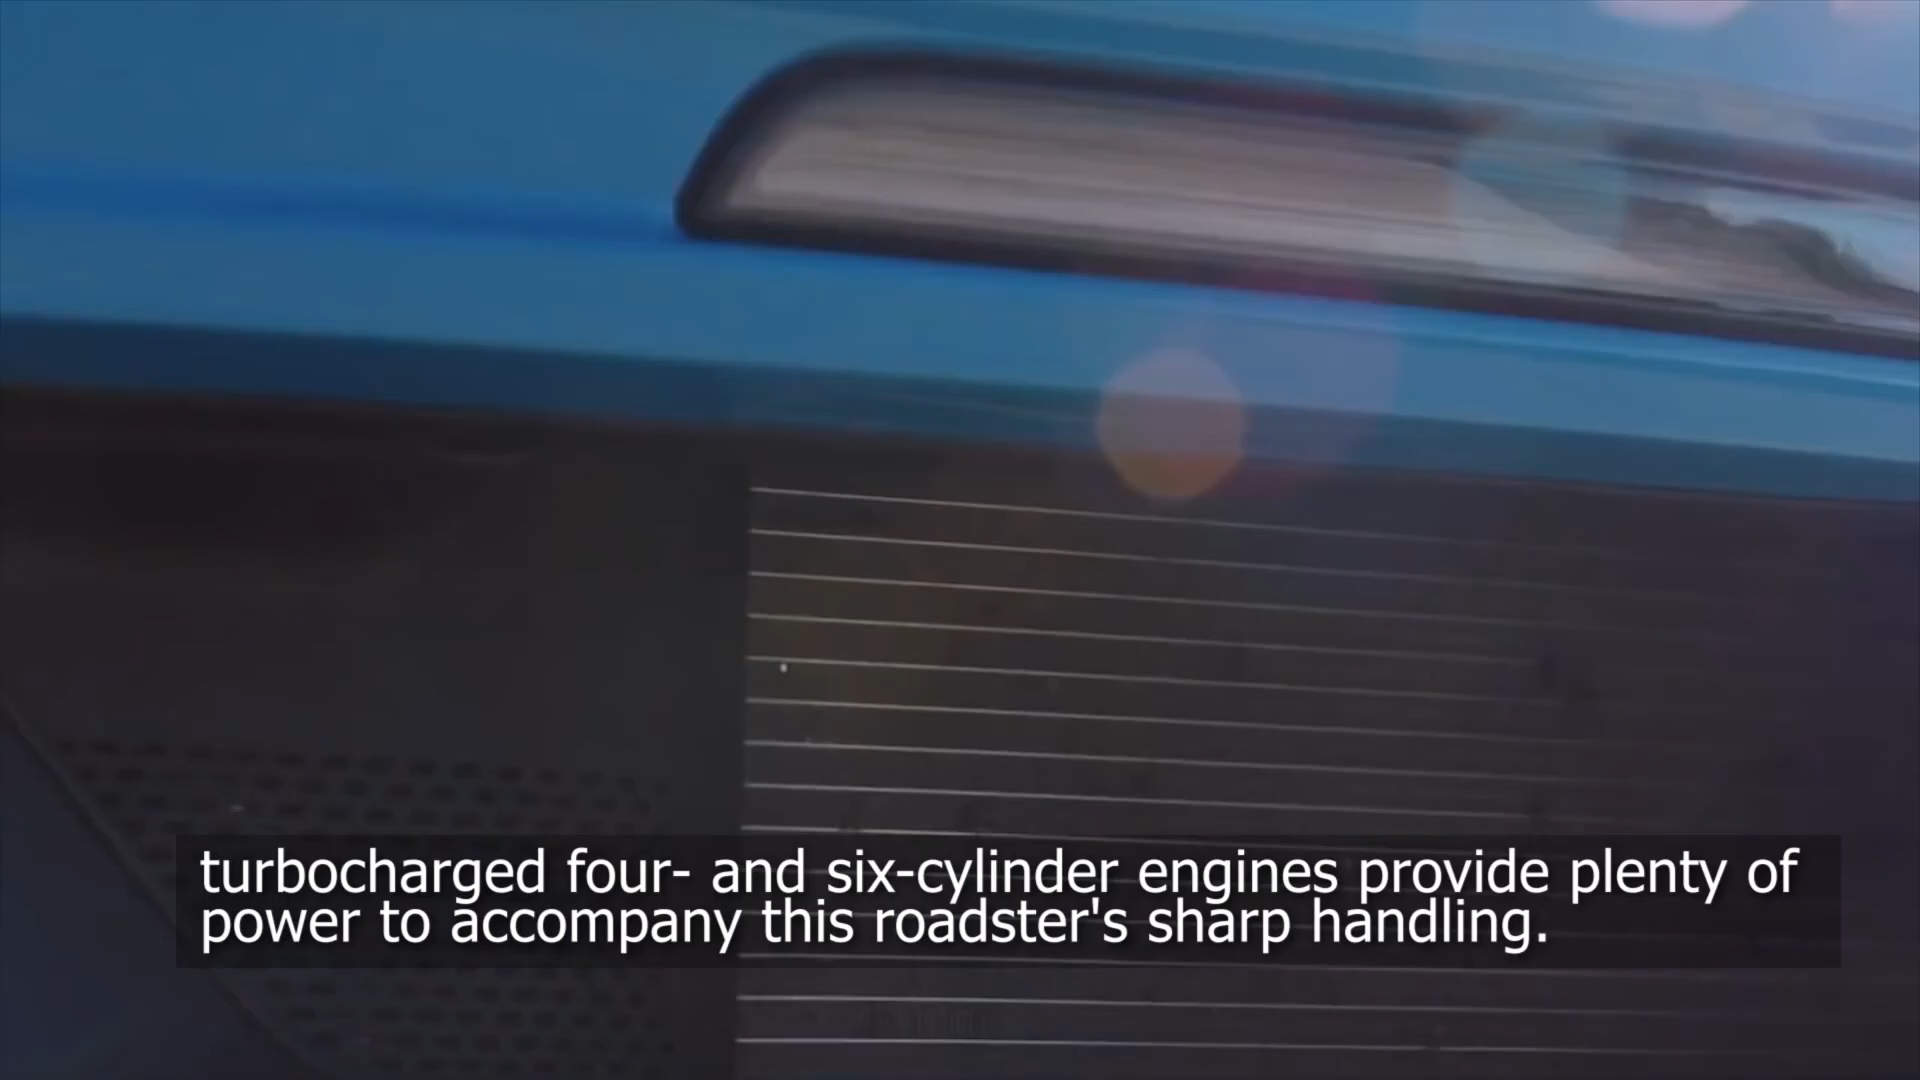 turbocharged four- and six-cylinder engines provide plenty of
power to accompany this roadster's sharp handling.